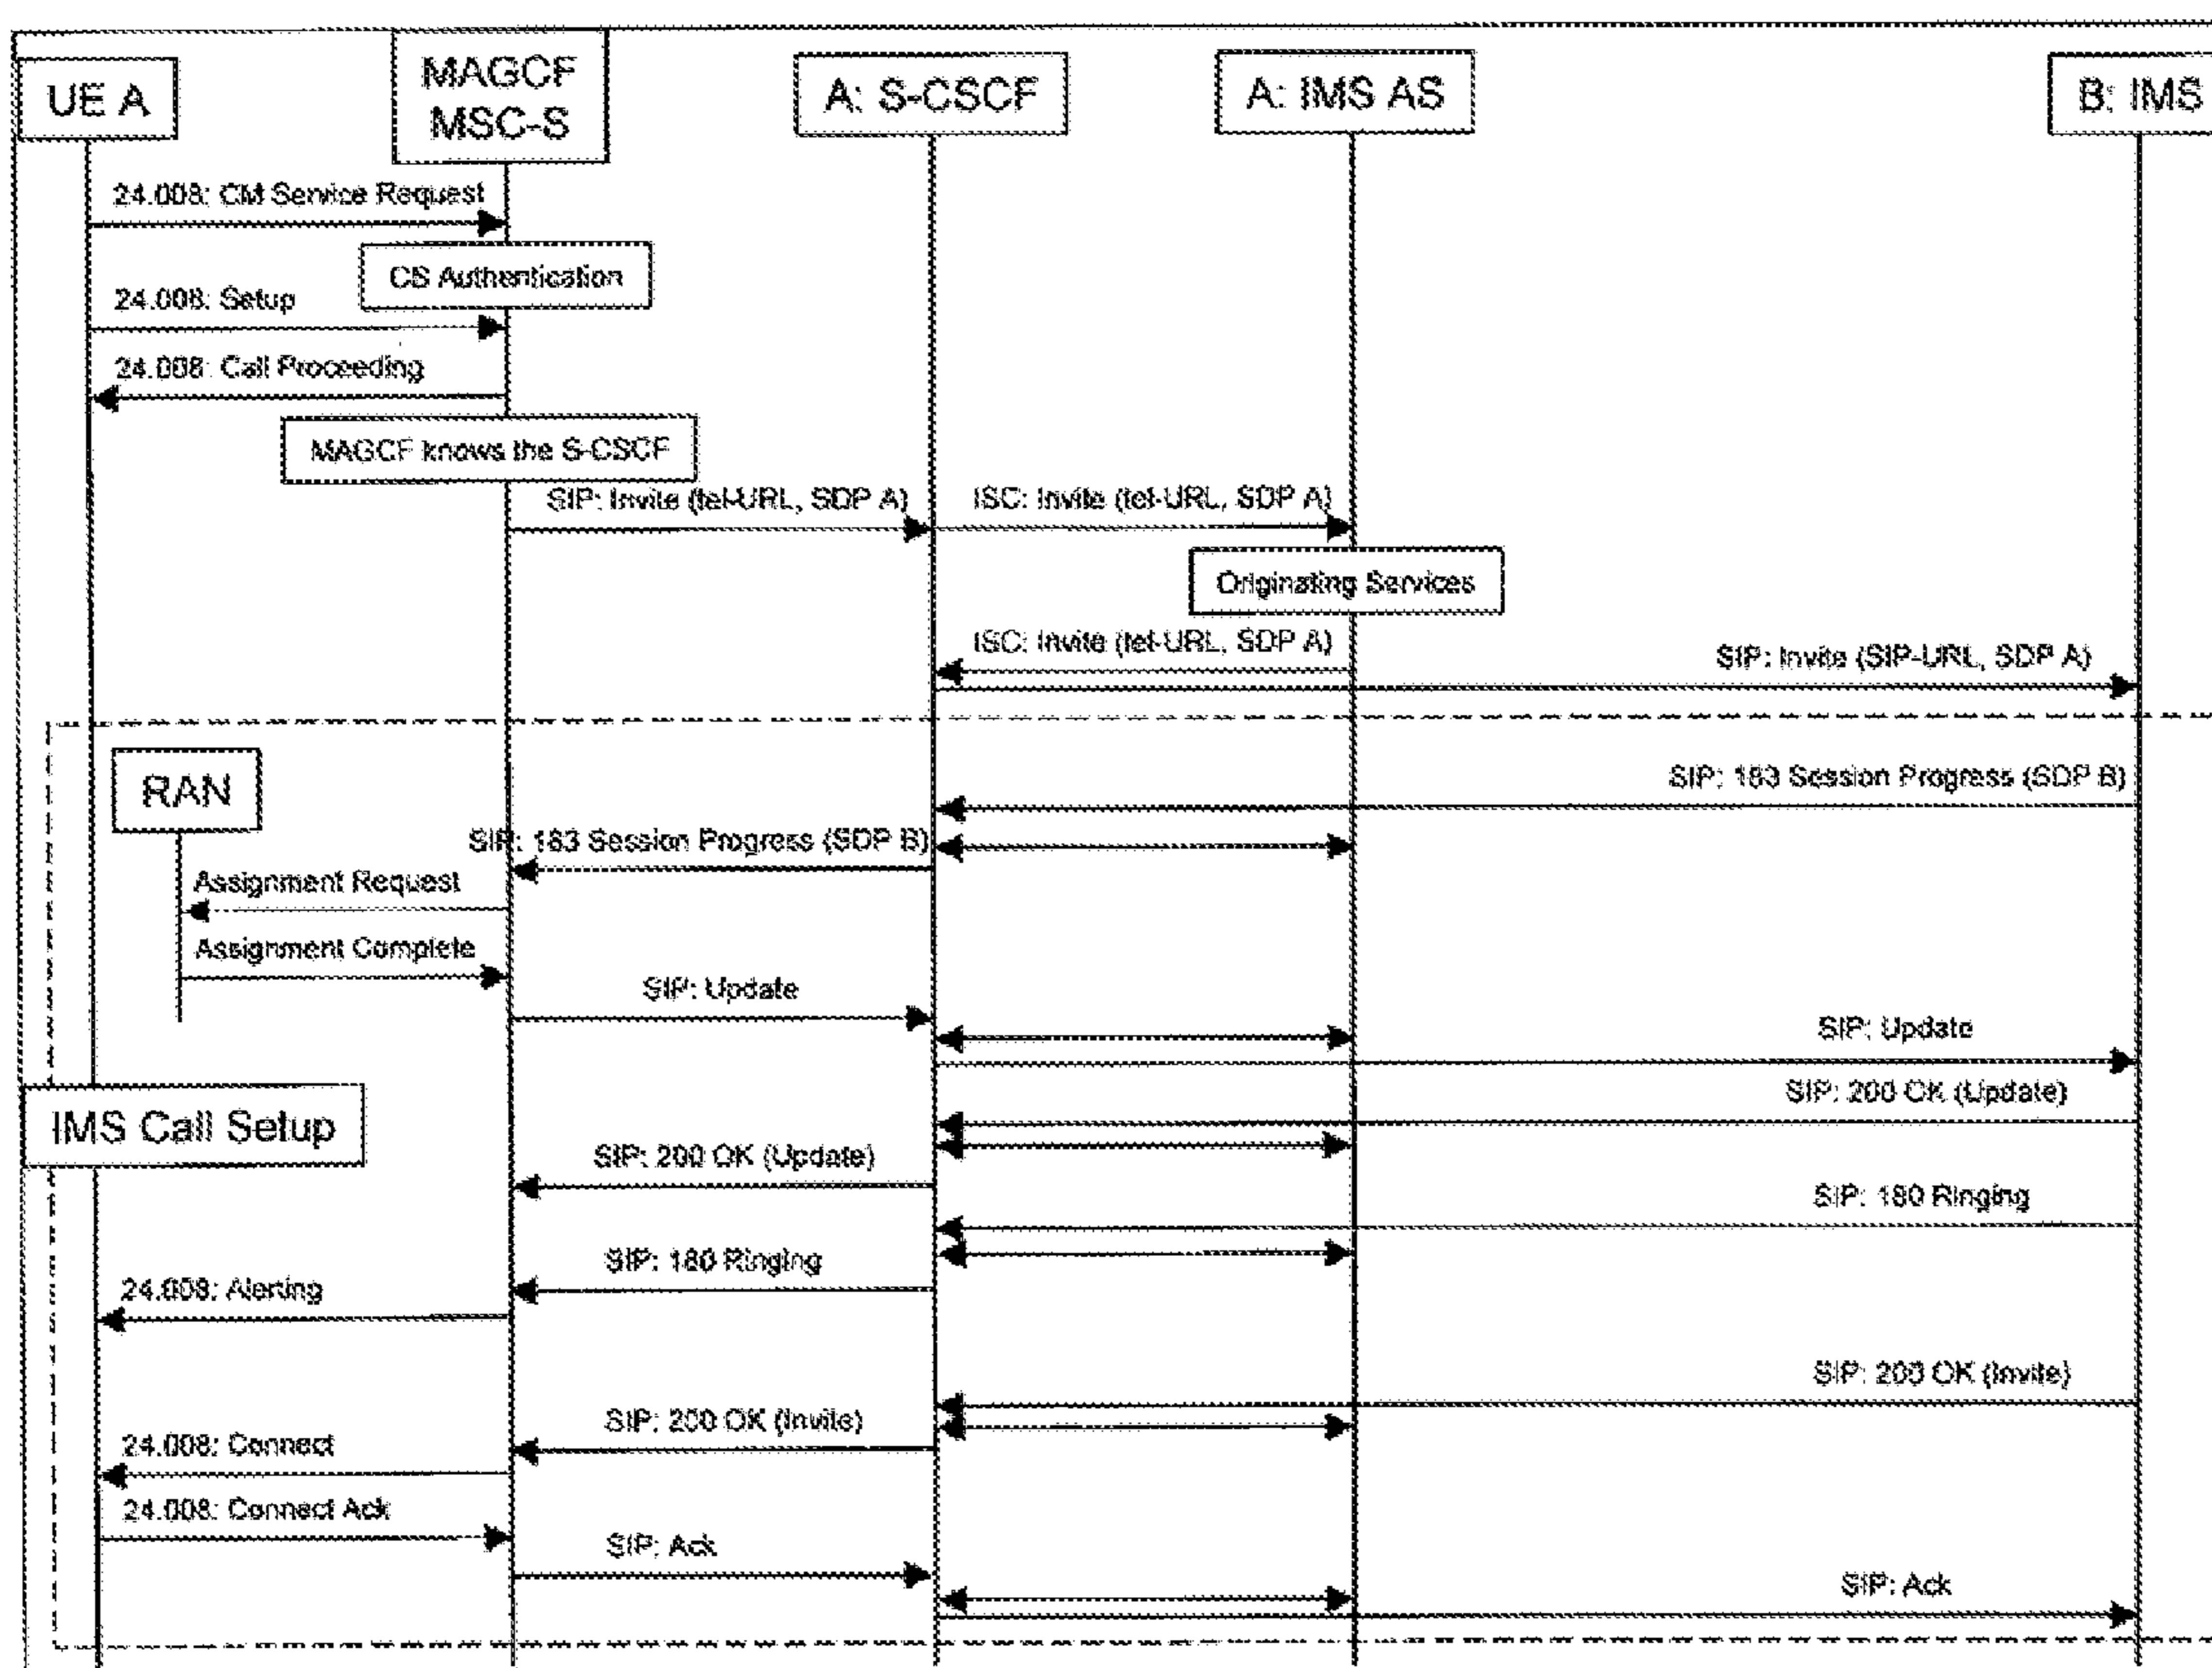 UE A
MAGCF
MSC-S
A: S-CSCF
A: IMS AS
B: IMS
24.008: CM Service Request
CS Authentication
24.008: Setup
24.008: Call Proceeding
MAGCF knows the S-CSCF
SIP: Invite (tel-URL, SDP A)
ISC: Invite (tel-URL, SDP A)
Originating Services
ISC: Invite (tel-URL, SDP A)
SIP: Invite (SIP-URL, SDP A)
RAN
SIP: 183 Session Progress (SDP B)
SIP: 183 Session Progress (SDP B)
Assignment Request
Assignment Complete
SIP: Update
SIP: Update
SIP: 200 OK (Update)
IMS Call Setup
SIP: 200 OK (Update)
SIP: 180 Ringing
SIP: 180 Ringing
24.008: Alerting
SIP: 200 OK (Invite)
SIP: 200 OK (Invite)
24.008: Connect
24.008: Connect Ack
SIP: Ack
SIP: Ack